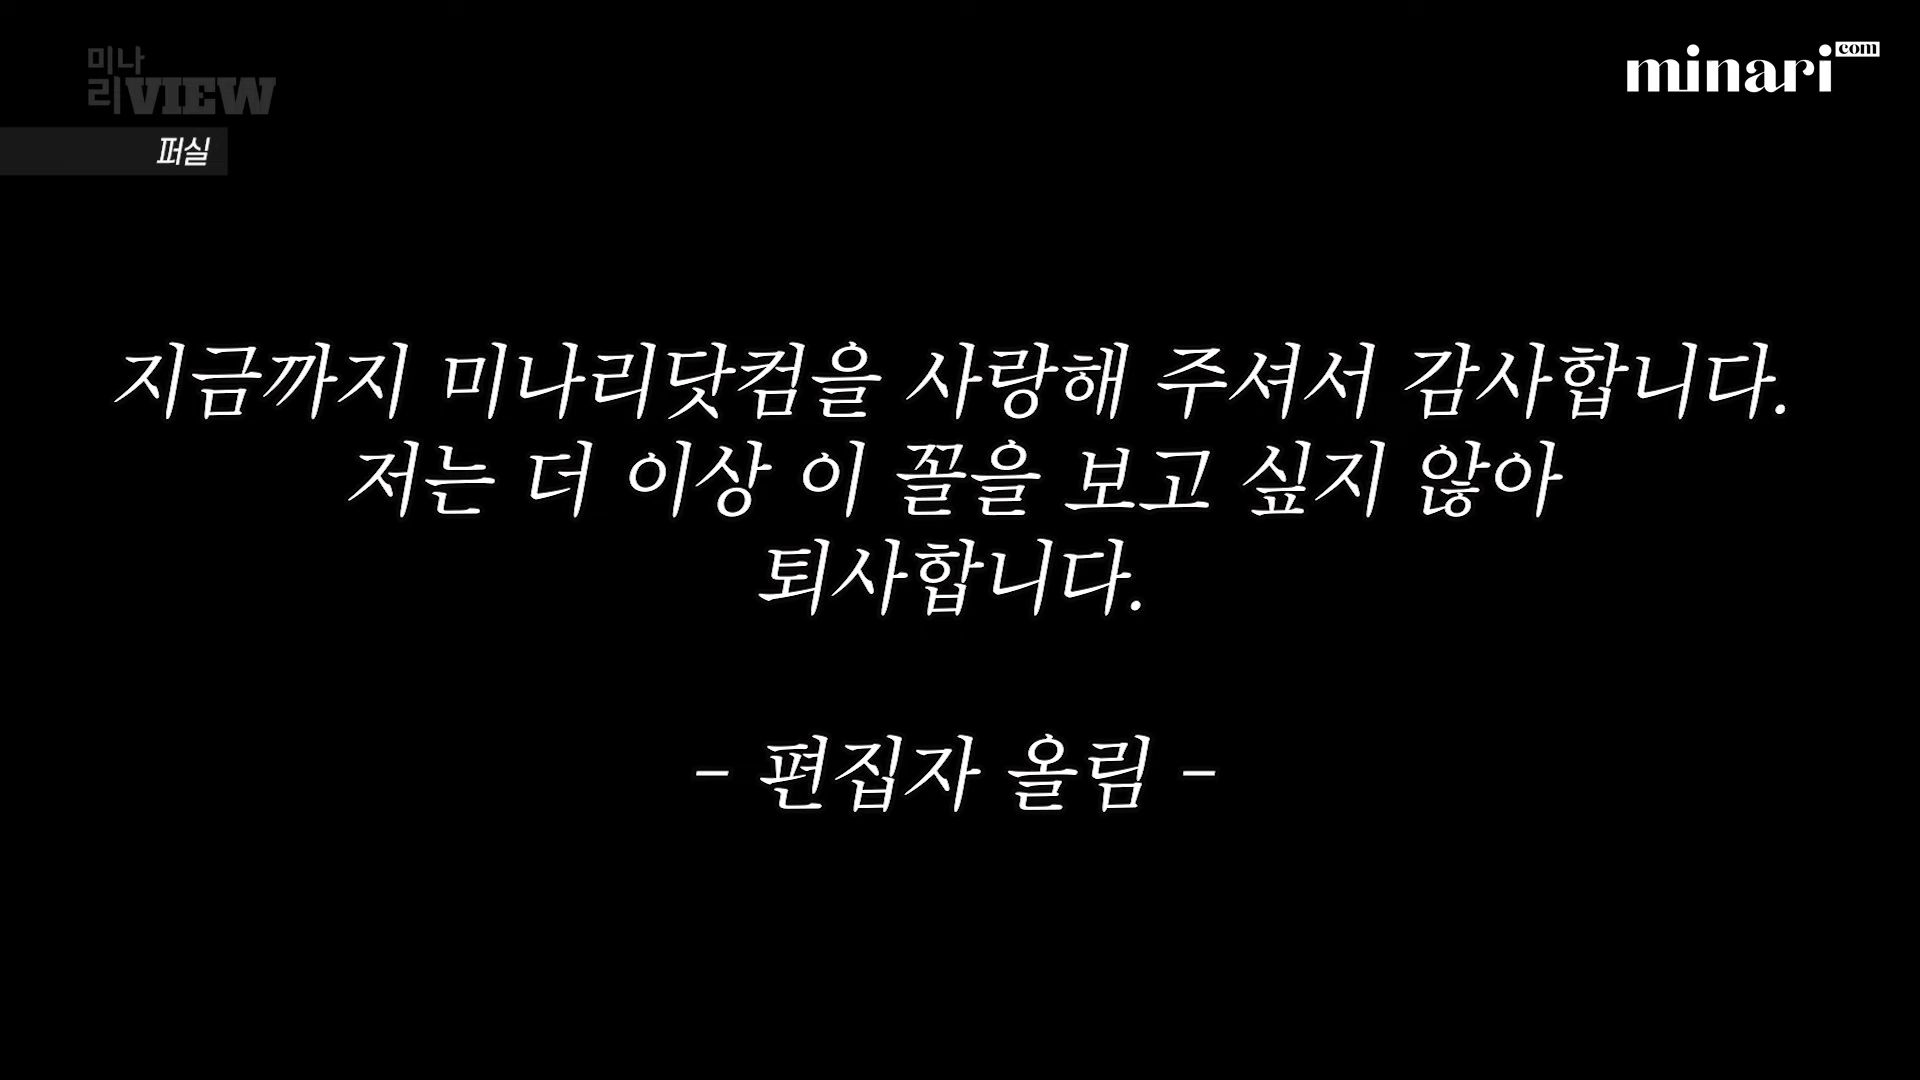 미나
리VIEW
minari com
퍼실
지금까지 미나리닷컴을 사랑해 주셔서 감사합니다.
저는 더 이상 이 꼴을 보고 싶지 않아
퇴사합니다.
- 편집자 올림 -